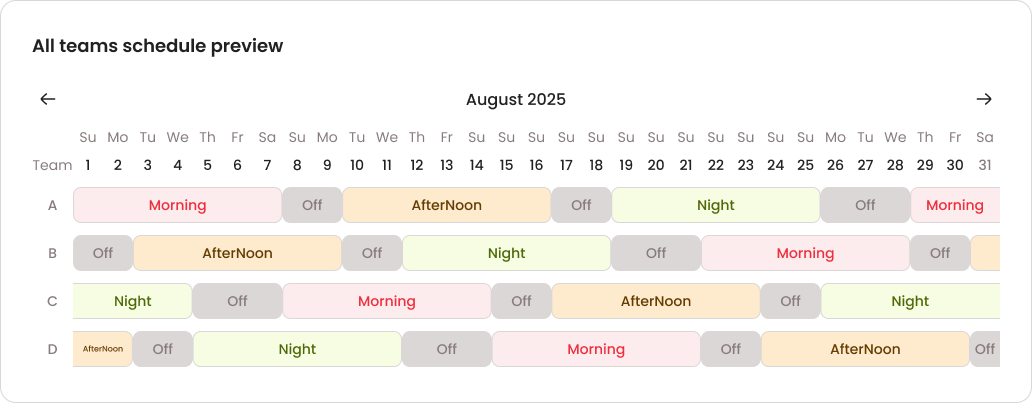 All teams schedule preview
August 2025
Su Mo Tu We Th Fr Sa Su Mo Tu We Th Fr Su Su Su Su Su Su Su Su Su Su Su Su Mo Tu We Th Fr Sa
Team 1 2 3 4 5 6 7 8 9 10 11 12 13 14 15 16 17 18 19 20 21 22 23 24 25 26 27 28 29 30 31
A Morning Off AfterNoon Off Night Off Morning
B Off AfterNoon Off Night Off Morning Off
C Night Off Morning Off AfterNoon Off Night
D AfterNoon Off Night Off Morning Off AfterNoon Off